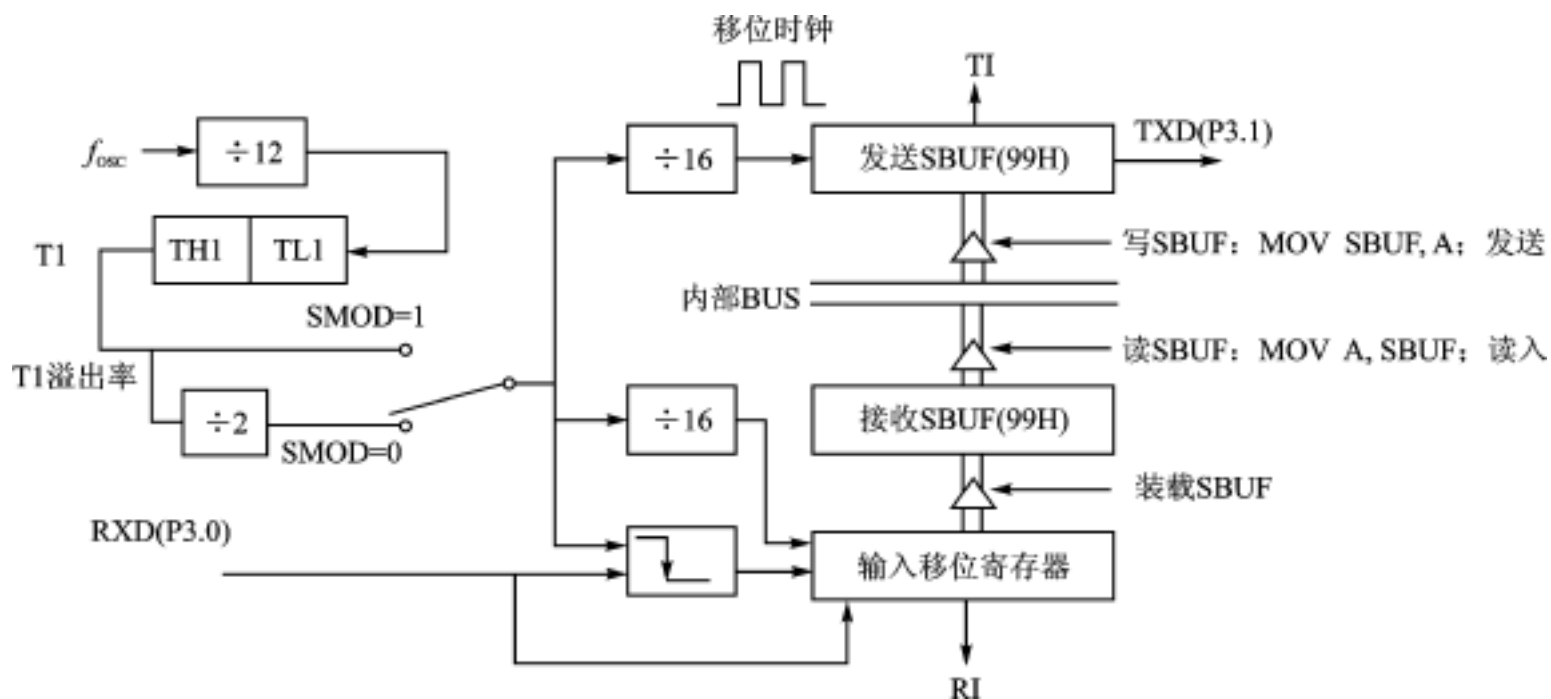 移位时钟
TI
TXD(P3.1)
fosc
÷12
÷16
发送SBUF(99H)
T1
TH1
TL1
写SBUF：MOV SBUF, A；发送
内部BUS
SMOD=1
读SBUF：MOV A, SBUF；读入
T1溢出率
÷2
SMOD=0
÷16
接收SBUF(99H)
装载SBUF
RXD(P3.0)
输入移位寄存器
RI